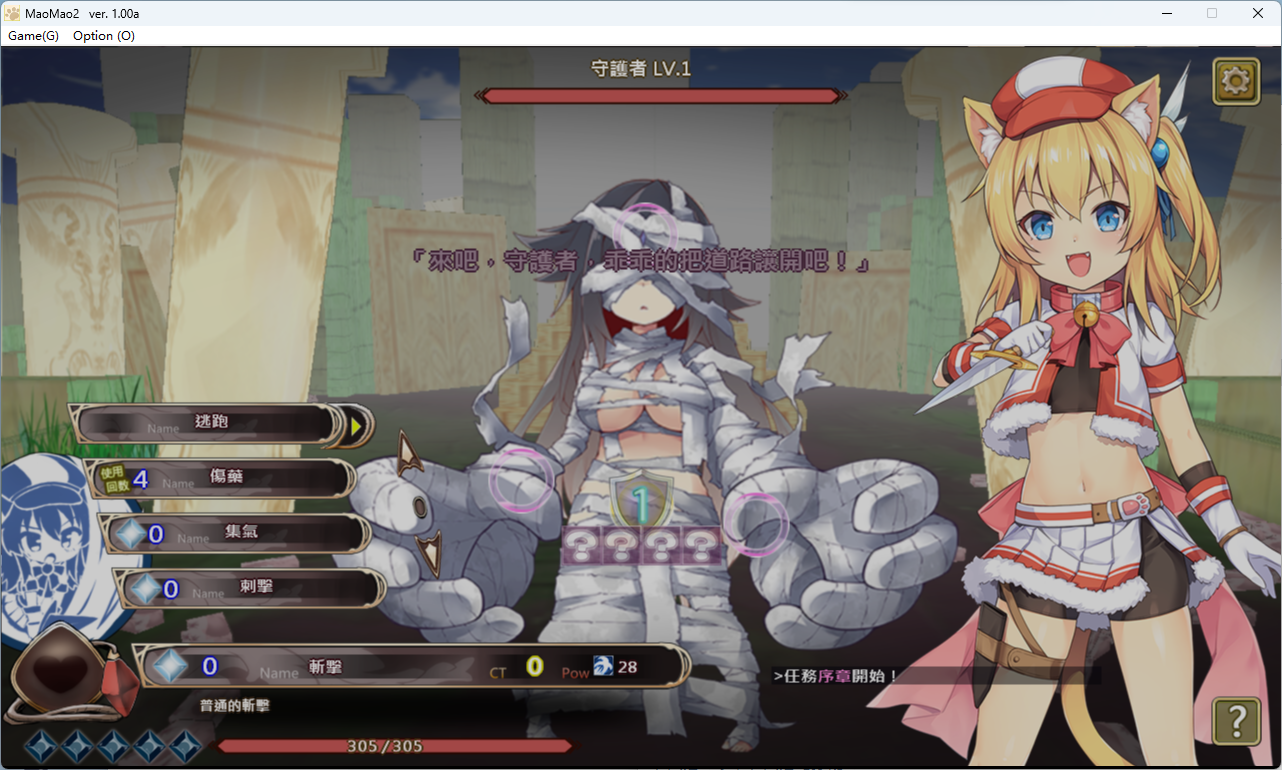 MaoMao2 ver. 1.00a
Game(G) Option (O)
守護者 LV.1
「來吧，守護者，乖乖的把道路讓開吧！」
Name 逃跑
使用回数 4 Name 傷藥
0 Name 集氣
0 Name 刺擊
1
? ? ? ?
0 Name 斬擊 CT 0 Pow 28
>任務序章開始！
普通的斬擊
305/305
?